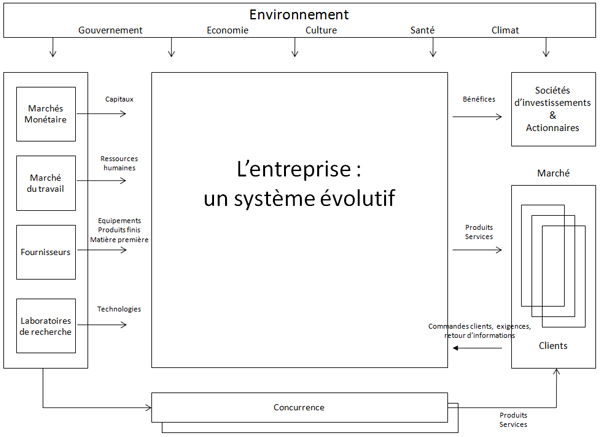 Environnement
Gouvernement Economie Culture Santé Climat
Marchés
Monétaire
Capitaux
Marché
du travail
Ressources
humaines
Fournisseurs
Equipements
Produits finis
Matière première
Laboratoires
de recherche
Technologies
L'entreprise :
un système évolutif
Bénéfices
Sociétés
d'investissements
&
Actionnaires
Marché
Produits
Services
Commandes clients, exigences,
retour d'informations
Clients
Concurrence
Produits
Services